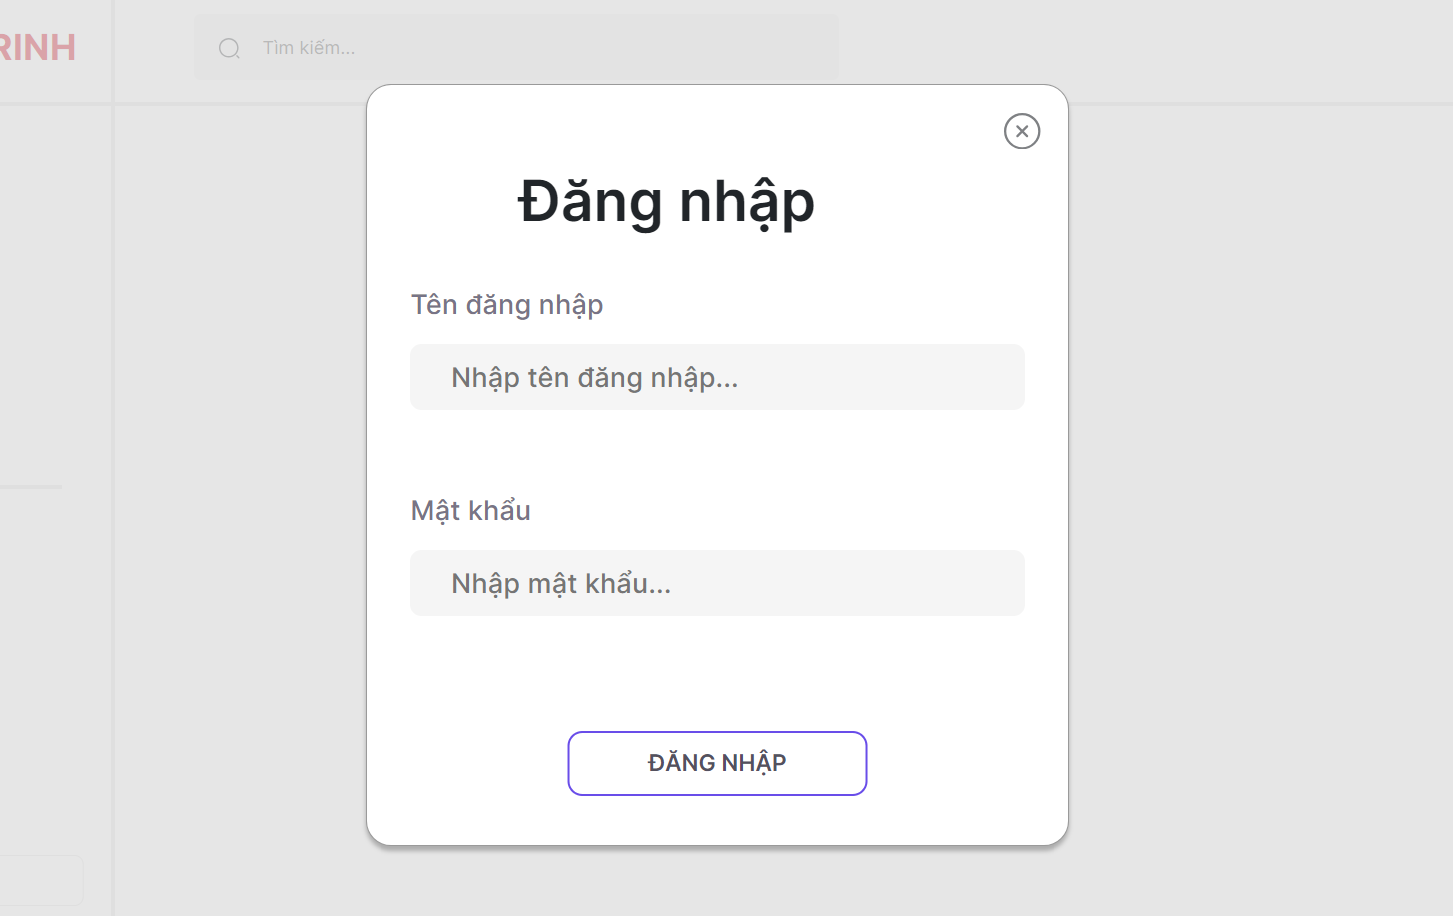 RINH
Tìm kiếm...
Đăng nhập
Tên đăng nhập
Nhập tên đăng nhập...
Mật khẩu
Nhập mật khẩu...
ĐĂNG NHẬP